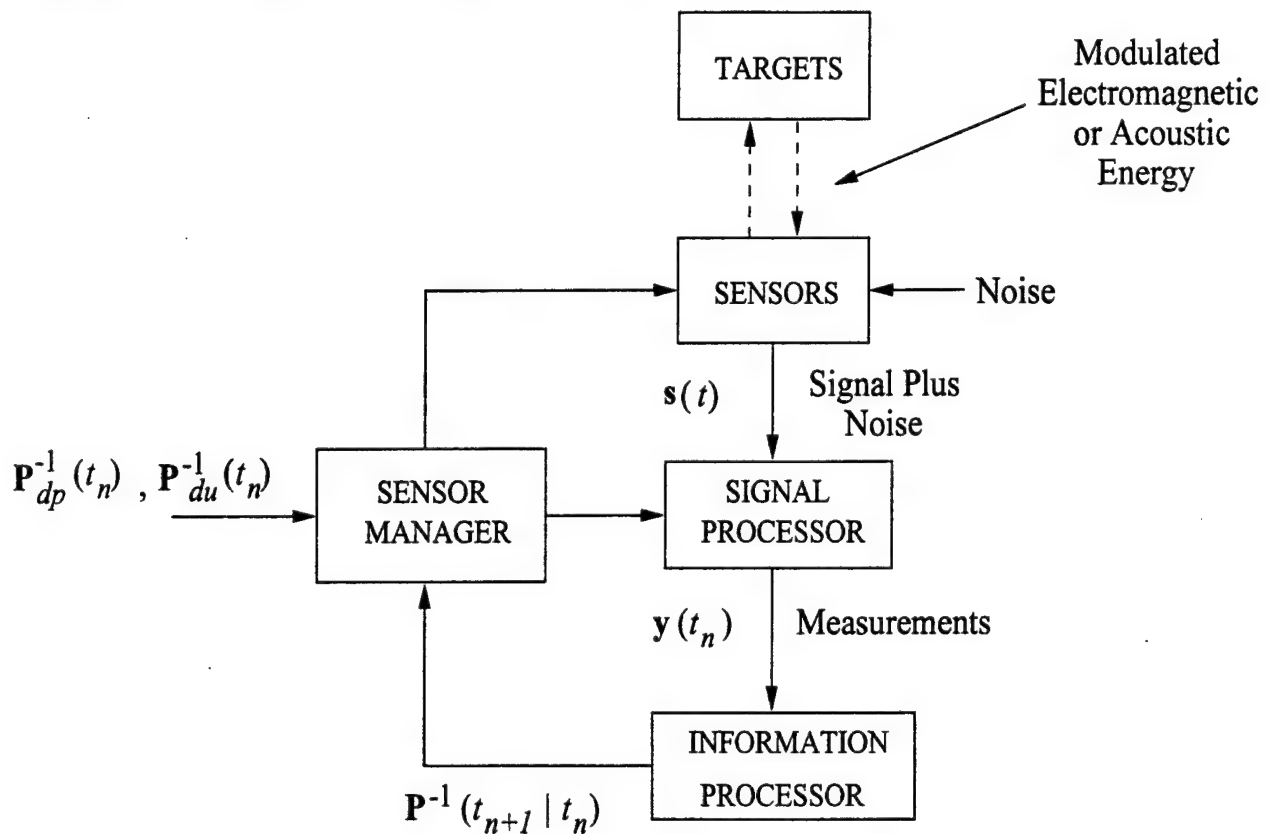 TARGETS
Modulated
Electromagnetic
or Acoustic
Energy
SENSORS
Noise
s(t)
Signal Plus
Noise
P⁻¹dp(tn) , P⁻¹du(tn)
SENSOR
MANAGER
SIGNAL
PROCESSOR
y(tn)
Measurements
INFORMATION
PROCESSOR
P⁻¹(tn+1 | tn)